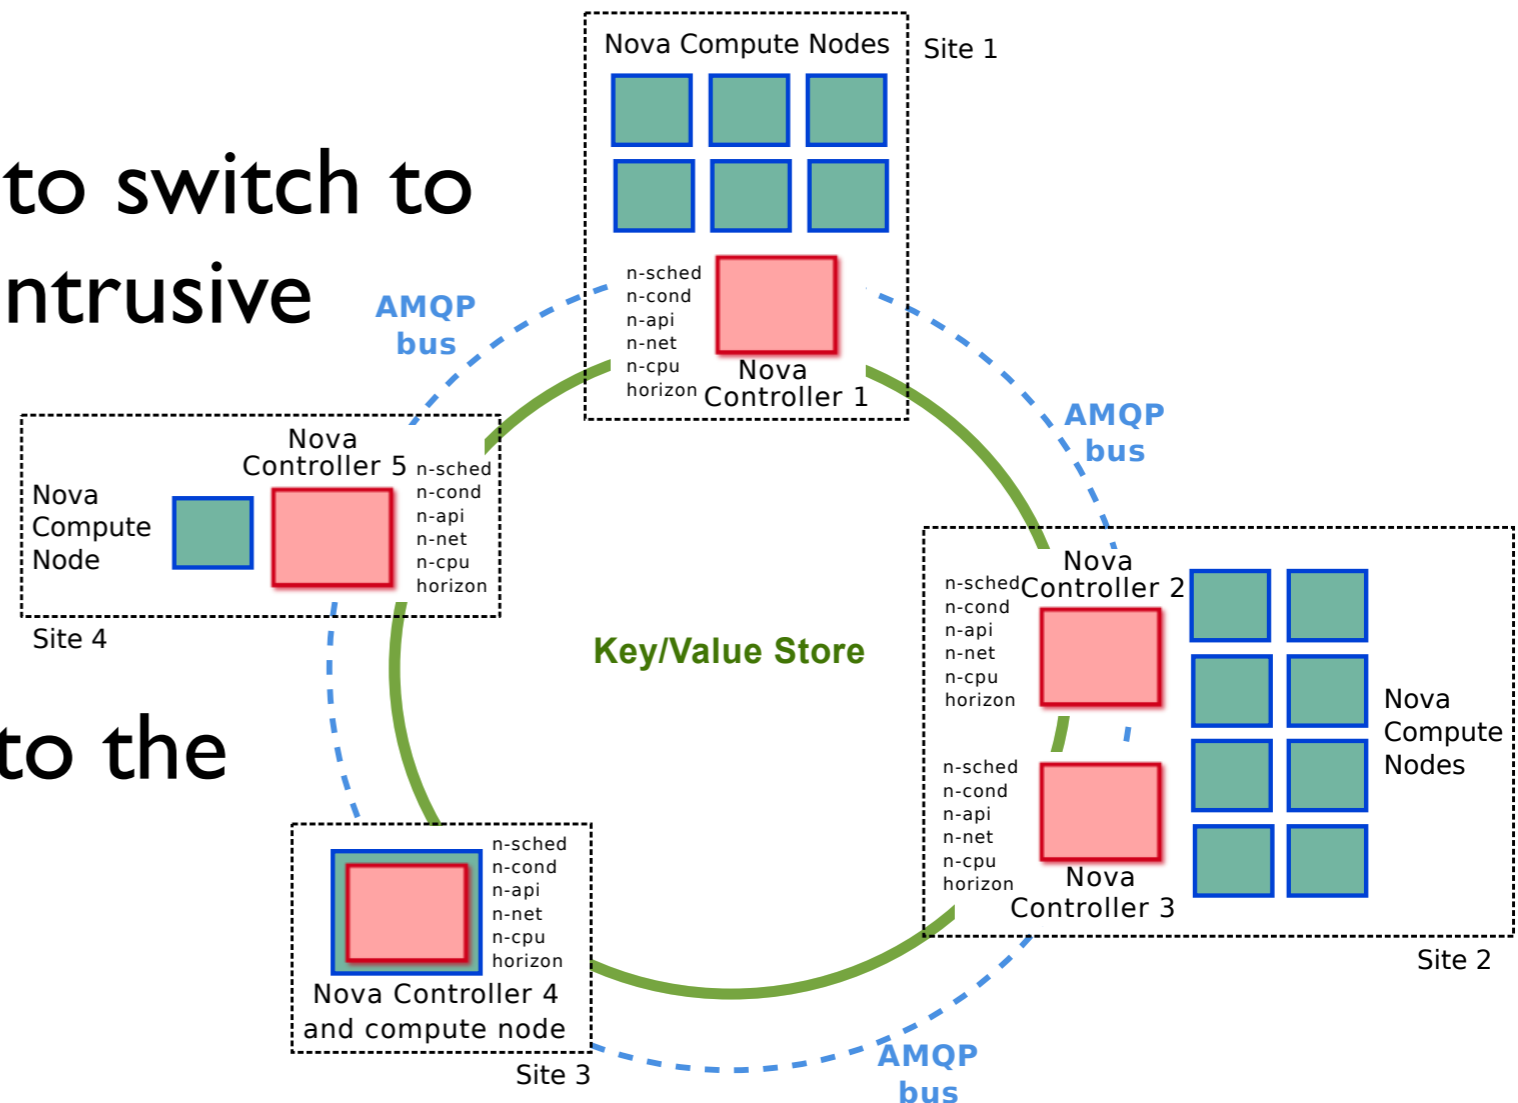 Nova Compute Nodes
Site 1
to switch to
ntrusive
AMQP
bus
n-sched
n-cond
n-api
n-net
n-cpu
horizon
Nova
Controller 1
AMQP
bus
Nova
Controller 5
n-sched
n-cond
n-api
n-net
n-cpu
horizon
Nova
Compute
Node
Site 4
Key/Value Store
Nova
Controller 2
n-sched
n-cond
n-api
n-net
n-cpu
horizon
Nova
Compute
Nodes
to the
n-sched
n-cond
n-api
n-net
n-cpu
horizon
Nova
Controller 3
Site 2
n-sched
n-cond
n-api
n-net
n-cpu
horizon
Nova Controller 4
and compute node
Site 3
AMQP
bus